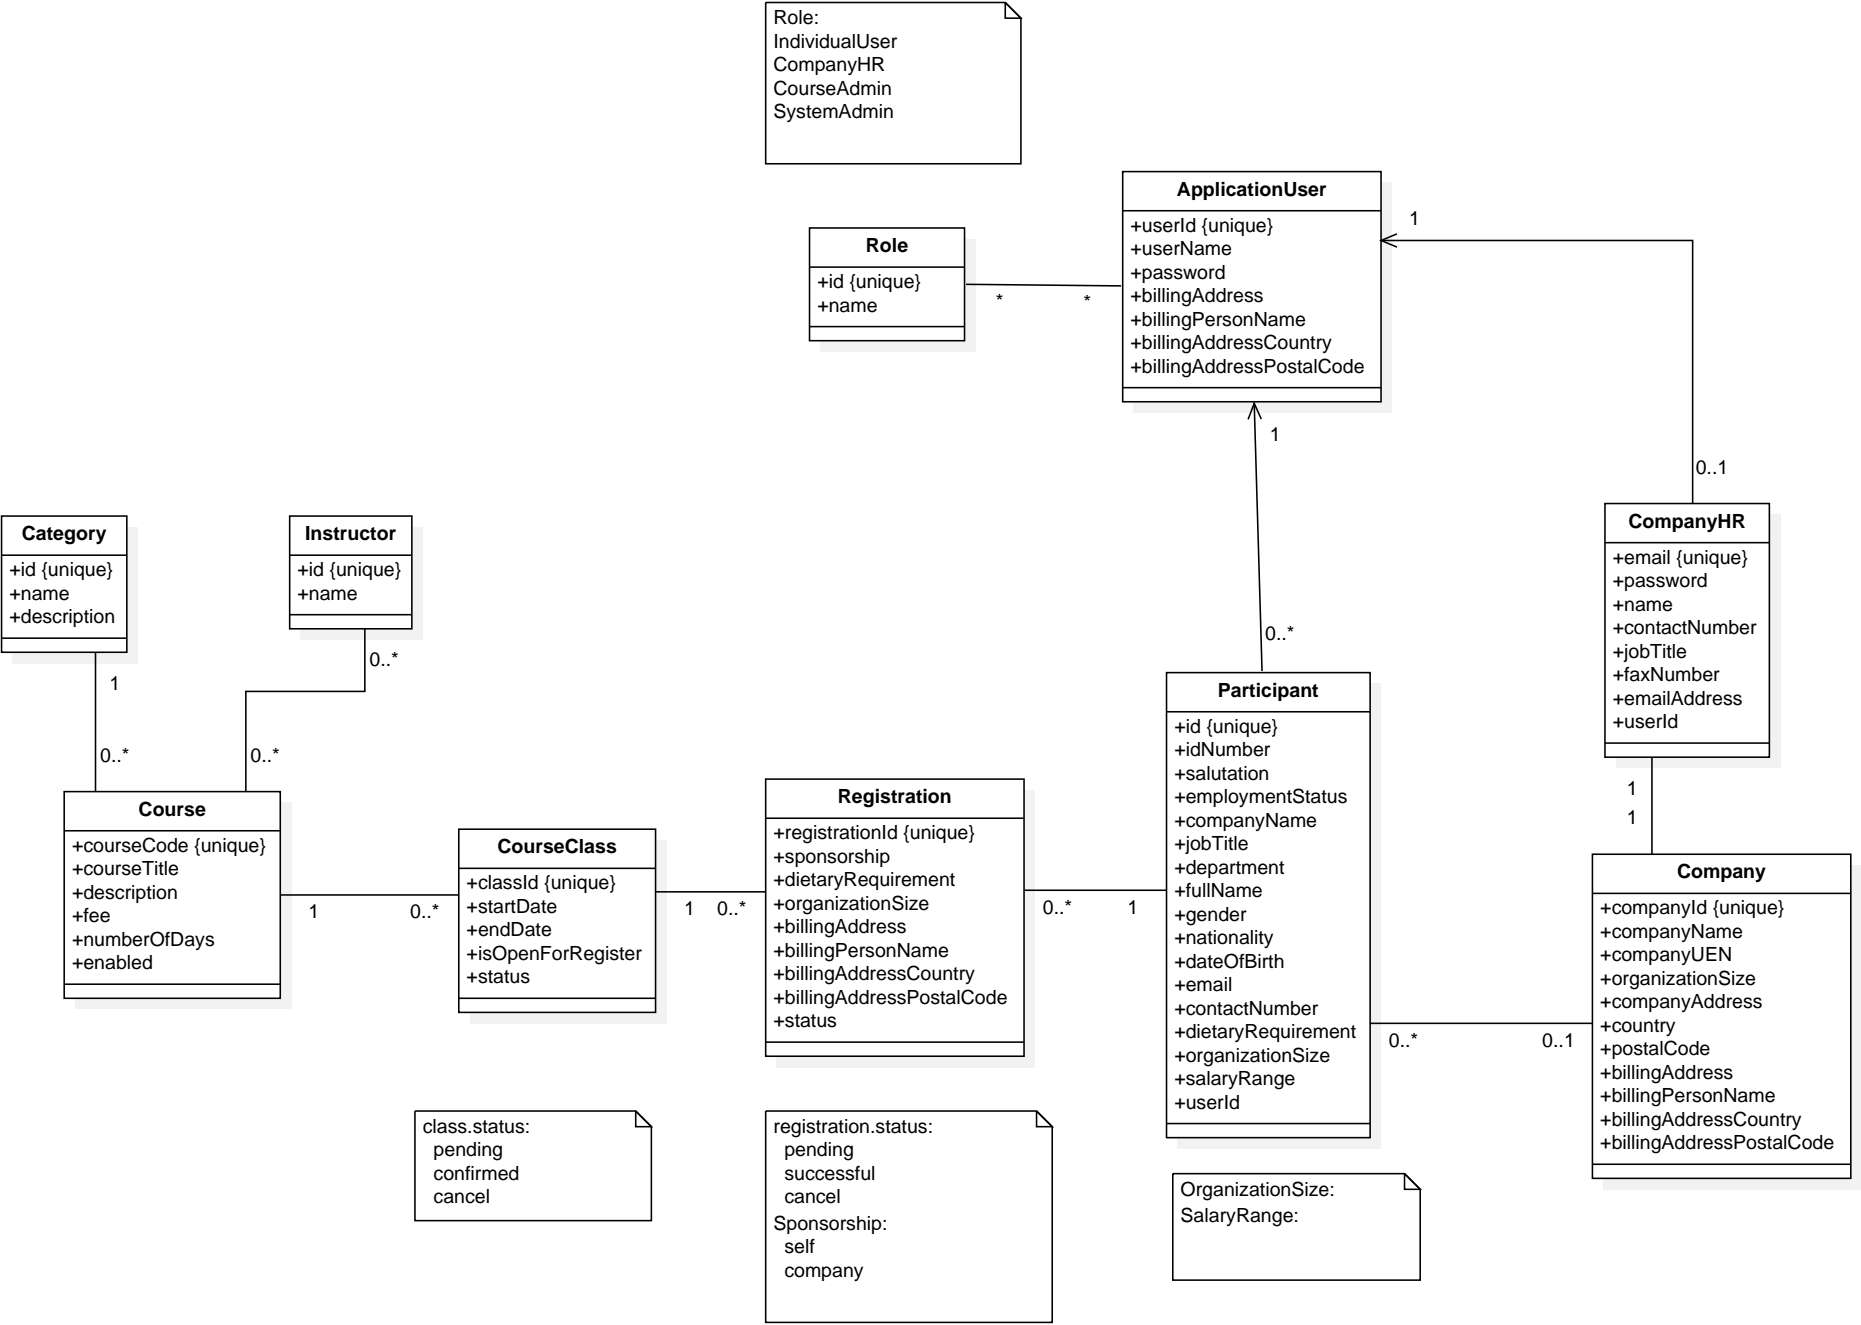 Role:
IndividualUser
CompanyHR
CourseAdmin
SystemAdmin
ApplicationUser
+userId {unique}
+userName
+password
+billingAddress
+billingPersonName
+billingAddressCountry
+billingAddressPostalCode
1
Role
+id {unique}
+name
*
*
1
0..1
Category
+id {unique}
+name
+description
Instructor
+id {unique}
+name
CompanyHR
+email {unique}
+password
+name
+contactNumber
+jobTitle
+faxNumber
+emailAddress
+userId
0..*
0..*
1
0..*
0..*
Participant
+id {unique}
+idNumber
+salutation
+employmentStatus
+companyName
+jobTitle
+department
+fullName
+gender
+nationality
+dateOfBirth
+email
+contactNumber
+dietaryRequirement
+organizationSize
+salaryRange
+userId
1
1
Course
+courseCode {unique}
+courseTitle
+description
+fee
+numberOfDays
+enabled
1
0..*
CourseClass
+classId {unique}
+startDate
+endDate
+isOpenForRegister
+status
1
0..*
Registration
+registrationId {unique}
+sponsorship
+dietaryRequirement
+organizationSize
+billingAddress
+billingPersonName
+billingAddressCountry
+billingAddressPostalCode
+status
0..*
1
Company
+companyId {unique}
+companyName
+companyUEN
+organizationSize
+companyAddress
+country
+postalCode
+billingAddress
+billingPersonName
+billingAddressCountry
+billingAddressPostalCode
0..*
0..1
class.status:
pending
confirmed
cancel
registration.status:
pending
successful
cancel
Sponsorship:
self
company
OrganizationSize:
SalaryRange: